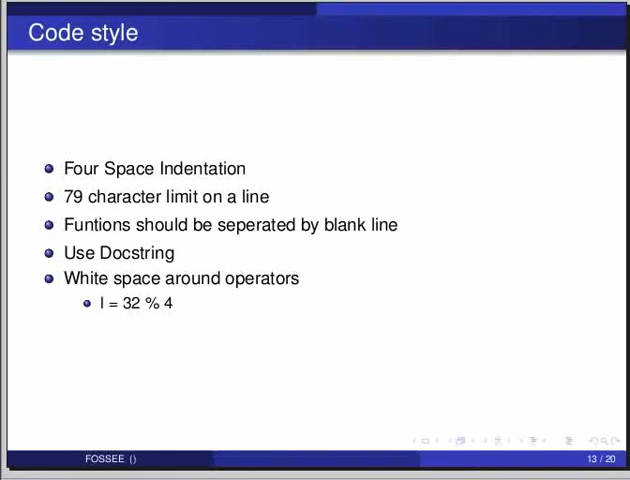 Code style
Four Space Indentation
79 character limit on a line
Funtions should be seperated by blank line
Use Docstring
White space around operators
l = 32 % 4
FOSSEE ()
13 / 20